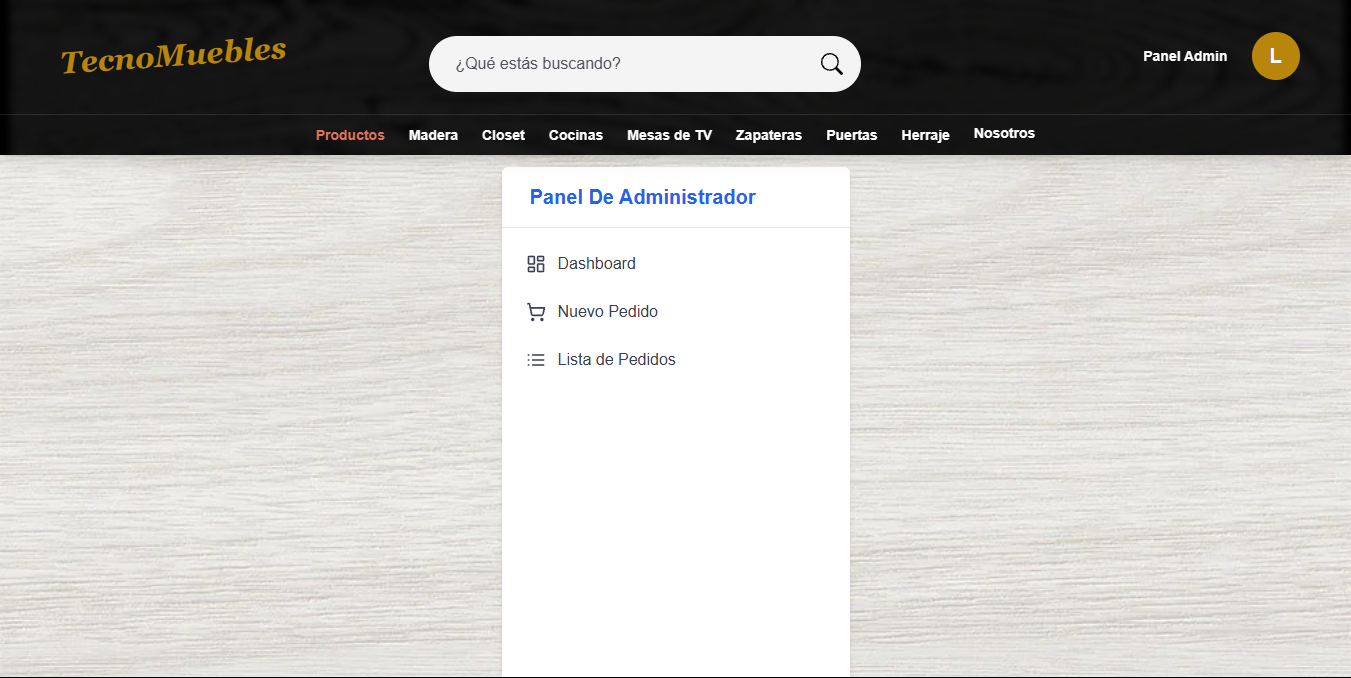 TecnoMuebles
¿Qué estás buscando?
Panel Admin
L
Productos Madera Closet Cocinas Mesas de TV Zapateras Puertas Herraje Nosotros
Panel De Administrador
Dashboard
Nuevo Pedido
Lista de Pedidos